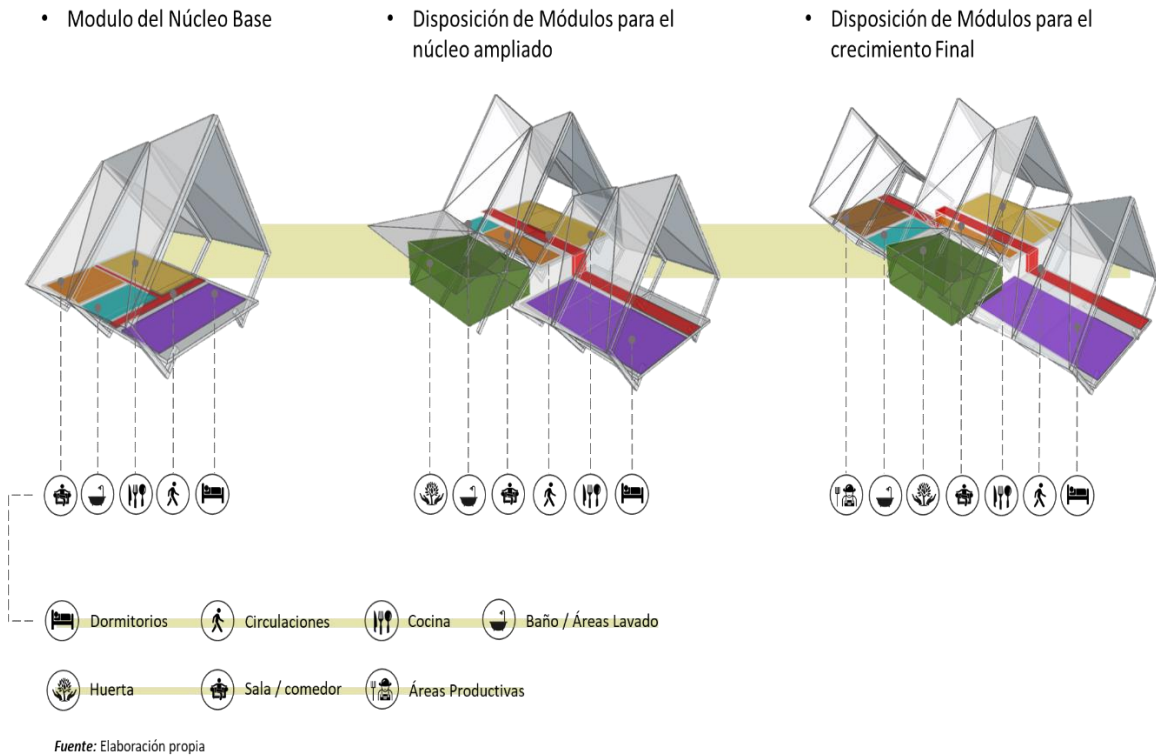 • Modulo del Núcleo Base
• Disposición de Módulos para el
núcleo ampliado
• Disposición de Módulos para el
crecimiento Final
Dormitorios
Circulaciones
Cocina
Baño / Áreas Lavado
Huerta
Sala / comedor
Áreas Productivas
Fuente: Elaboración propia